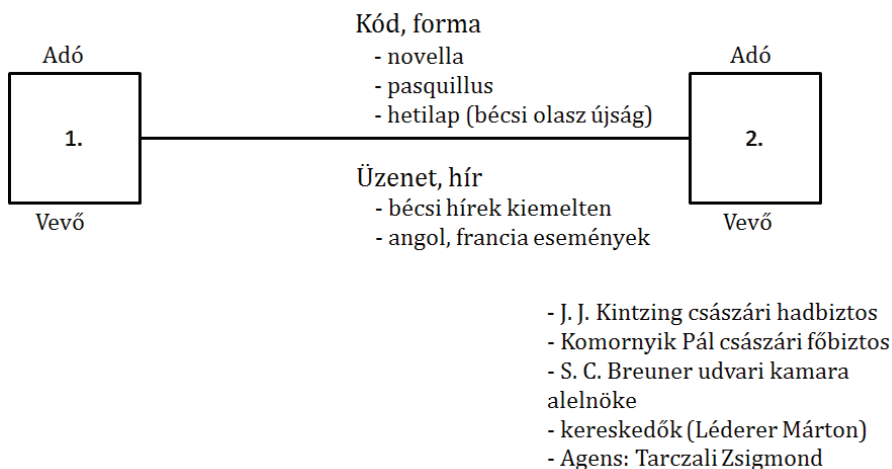 Kód, forma
- novella
- pasquillus
- hetilap (bécsi olasz újság)
Adó
1.
Vevő
Üzenet, hír
- bécsi hírek kiemelten
- angol, francia események
Adó
2.
Vevő
- J. J. Kintzing császári hadbiztos
- Komornyik Pál császári főbiztos
- S. C. Breuner udvari kamara
alelnöke
- kereskedők (Léderer Márton)
- Agens: Tarczali Zsigmond